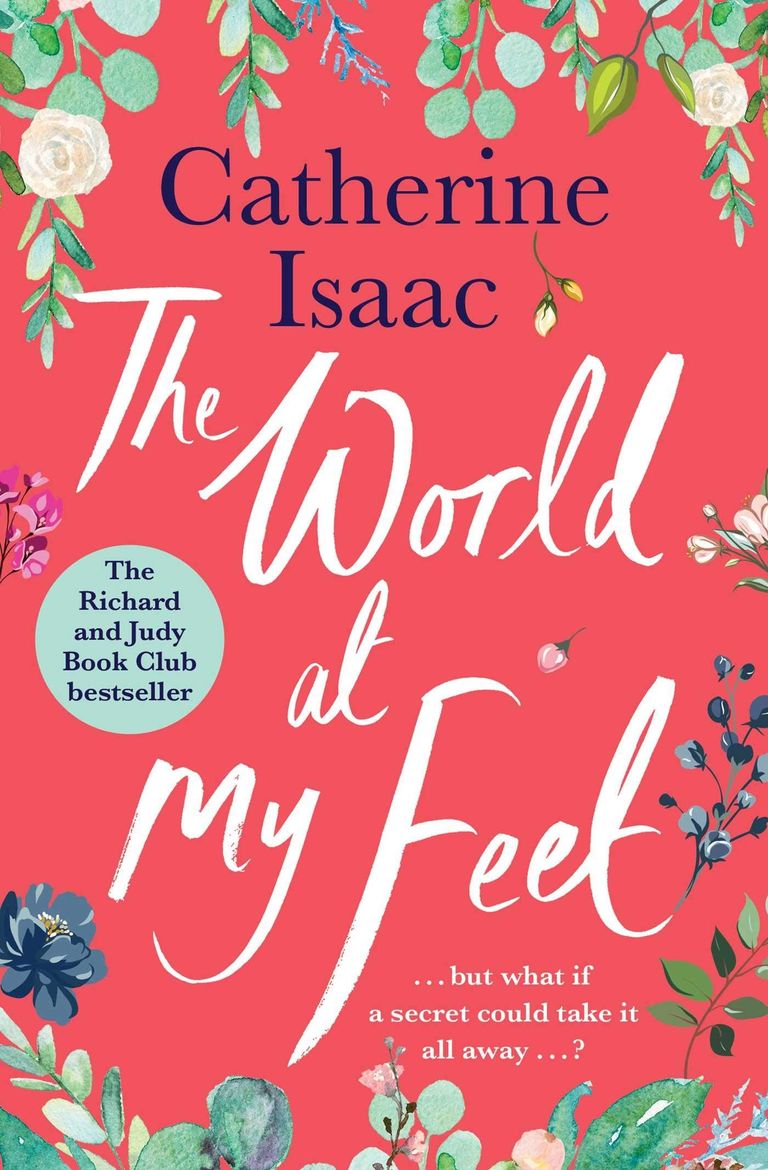 Catherine
Isaac
The World
at
my Feet
The
Richard
and Judy
Book Club
bestseller
...but what if
a secret could take it
all away ...?